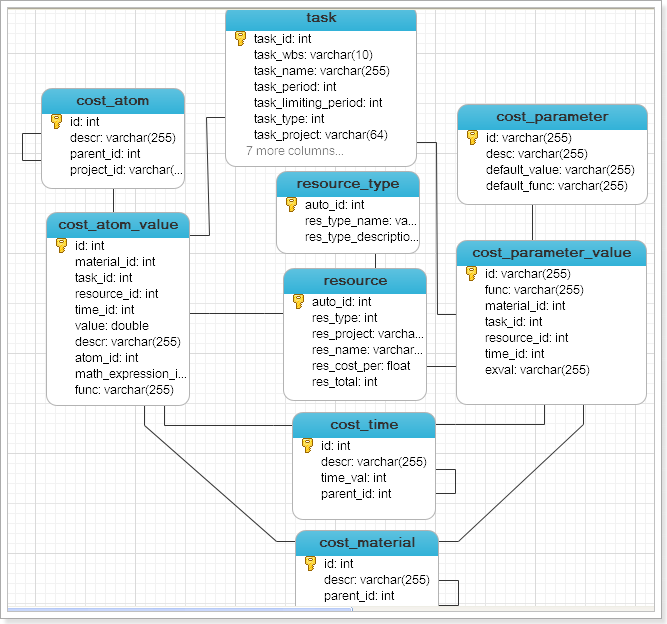 task
task_id: int
task_wbs: varchar(10)
task_name: varchar(255)
task_period: int
task_limiting_period: int
task_type: int
task_project: varchar(64)
7 more columns...
cost_atom
id: int
descr: varchar(255)
parent_id: int
project_id: varchar(...
cost_parameter
id: varchar(255)
desc: varchar(255)
default_value: varchar(255)
default_func: varchar(255)
resource_type
auto_id: int
res_type_name: va...
res_type_descriptio...
cost_atom_value
id: int
material_id: int
task_id: int
resource_id: int
time_id: int
value: double
descr: varchar(255)
atom_id: int
math_expression_i...
func: varchar(255)
resource
auto_id: int
res_type: int
res_project: varcha...
res_name: varchar...
res_cost_per: float
res_total: int
cost_parameter_value
id: varchar(255)
func: varchar(255)
material_id: int
task_id: int
resource_id: int
time_id: int
exval: varchar(255)
cost_time
id: int
descr: varchar(255)
time_val: int
parent_id: int
cost_material
id: int
descr: varchar(255)
parent_id: int